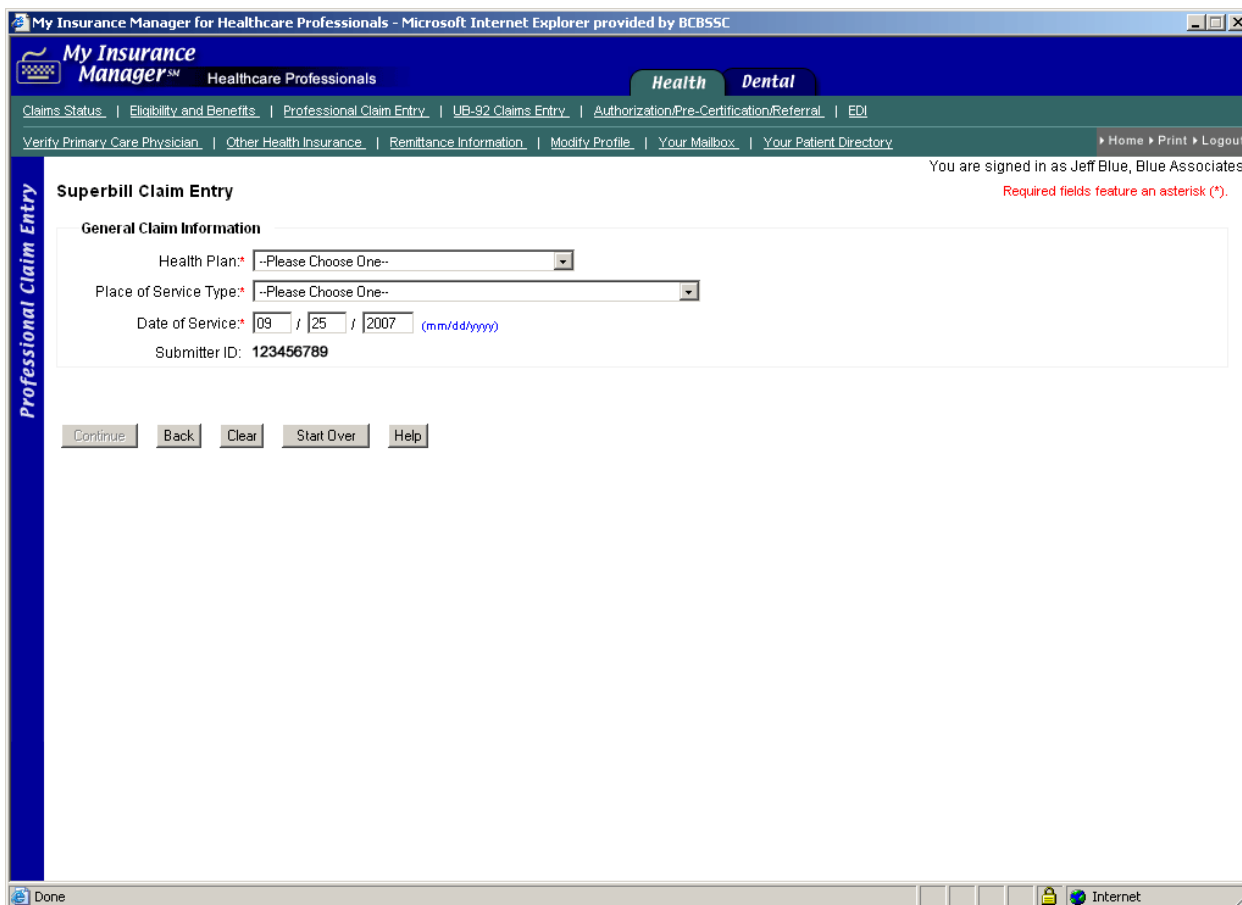 My Insurance Manager for Healthcare Professionals - Microsoft Internet Explorer provided by BCBSSC
My Insurance
Manager℠ Healthcare Professionals
Health Dental
Claims Status | Eligibility and Benefits | Professional Claim Entry | UB-92 Claims Entry | Authorization/Pre-Certification/Referral | EDI
Verify Primary Care Physician | Other Health Insurance | Remittance Information | Modify Profile | Your Mailbox | Your Patient Directory
Home Print Logout
You are signed in as Jeff Blue, Blue Associates
Professional Claim Entry
Superbill Claim Entry
Required fields feature an asterisk (*).
General Claim Information
Health Plan:* --Please Choose One--
Place of Service Type:* --Please Choose One--
Date of Service:* 09 / 25 / 2007 (mm/dd/yyyy)
Submitter ID: 123456789
Continue Back Clear Start Over Help
Done Internet